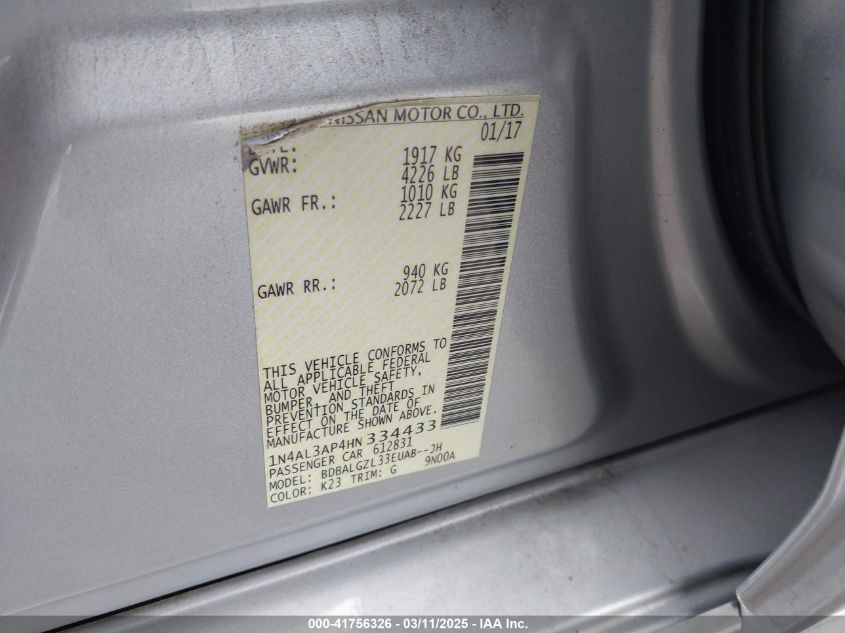 NISSAN MOTOR CO., LTD.
01/17
GVWR: 1917 KG
4226 LB
GAWR FR.: 1010 KG
2227 LB
GAWR RR.: 940 KG
2072 LB
THIS VEHICLE CONFORMS TO
ALL APPLICABLE FEDERAL
MOTOR VEHICLE SAFETY,
BUMPER, AND THEFT
PREVENTION STANDARDS IN
EFFECT ON THE DATE OF
MANUFACTURE SHOWN ABOVE.
1N4AL3AP4HN334433
PASSENGER CAR 612831
MODEL: BDBALGZL33EUAB--JH
COLOR: K23 TRIM: G 9N00A
000-41756326 - 03/11/2025 - IAA Inc.